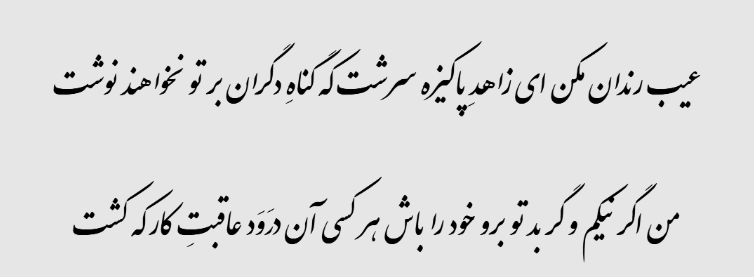 عیب رندان مکن ای زاهدِ پاکیزه سرشت که گناهِ دگران بر تو نخواهند نوشت
من اگر نیکم و گر بد تو برو خود را باش هر کسی آن دِرَوَد عاقبتِ کار که کشت